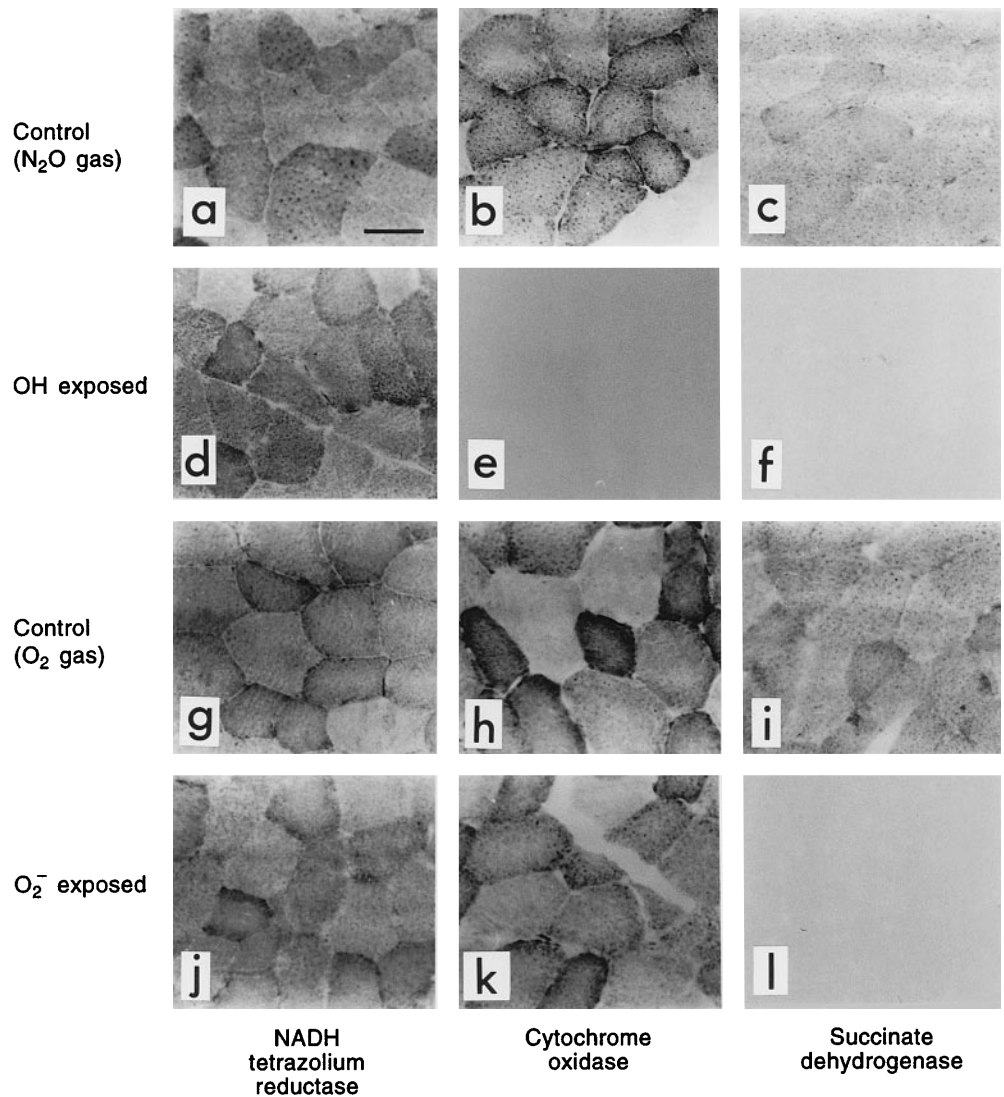 Control
(N₂O gas)
a
b
c
OH exposed
d
e
f
Control
(O₂ gas)
g
h
i
O₂⁻ exposed
j
k
l
NADH
tetrazolium
reductase
Cytochrome
oxidase
Succinate
dehydrogenase